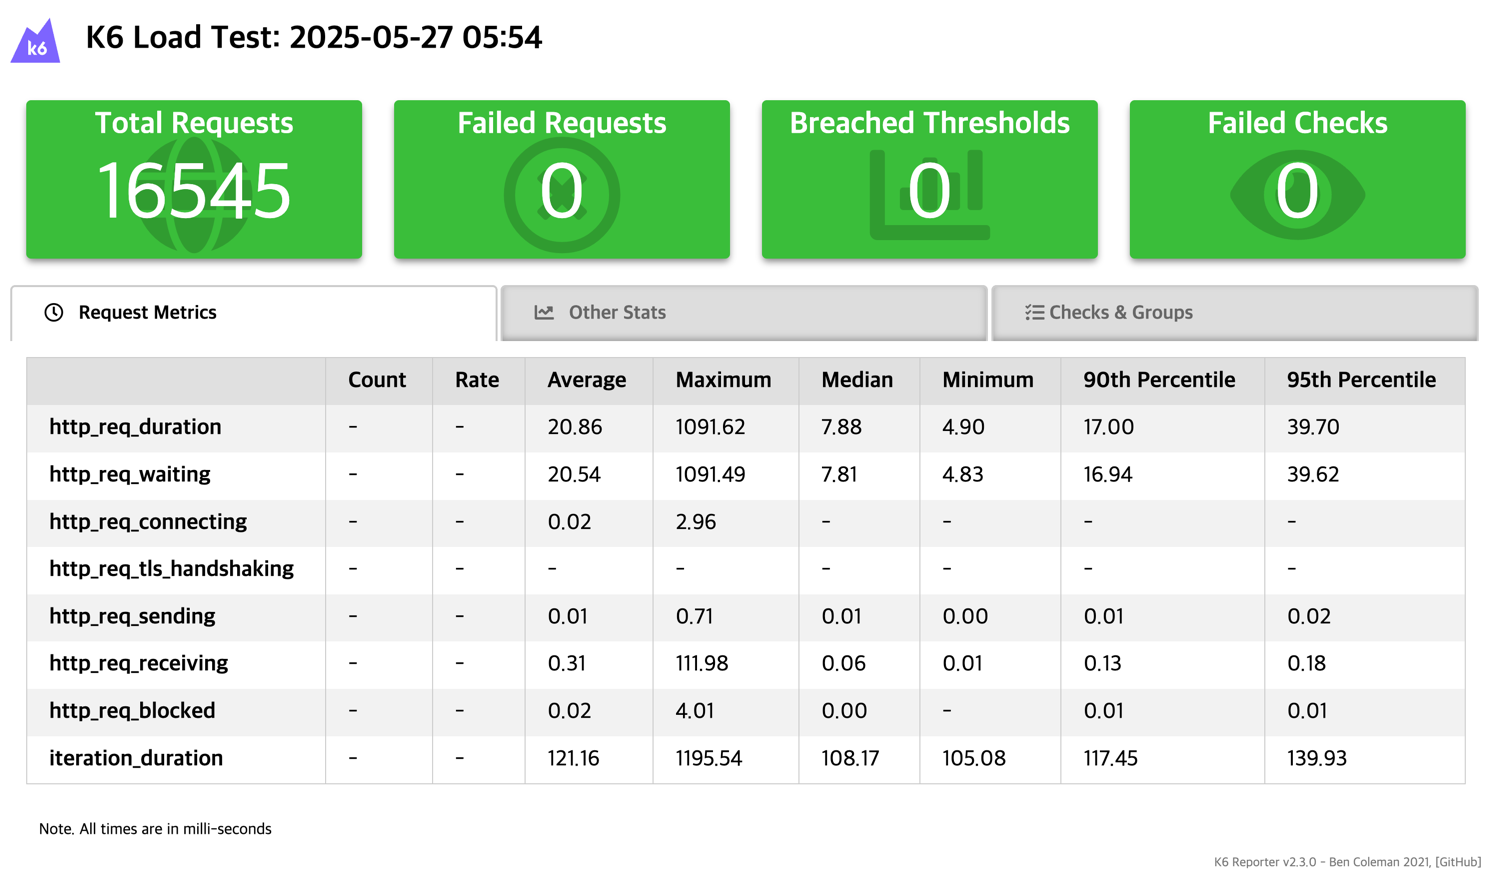 k6
K6 Load Test: 2025-05-27 05:54
Total Requests
16545
Failed Requests
0
Breached Thresholds
0
Failed Checks
0
Request Metrics
Other Stats
Checks & Groups
Count Rate Average Maximum Median Minimum 90th Percentile 95th Percentile
http_req_duration - - 20.86 1091.62 7.88 4.90 17.00 39.70
http_req_waiting - - 20.54 1091.49 7.81 4.83 16.94 39.62
http_req_connecting - - 0.02 2.96 - - - -
http_req_tls_handshaking - - - - - - - -
http_req_sending - - 0.01 0.71 0.01 0.00 0.01 0.02
http_req_receiving - - 0.31 111.98 0.06 0.01 0.13 0.18
http_req_blocked - - 0.02 4.01 0.00 - 0.01 0.01
iteration_duration - - 121.16 1195.54 108.17 105.08 117.45 139.93
Note. All times are in milli-seconds
K6 Reporter v2.3.0 - Ben Coleman 2021, [GitHub]